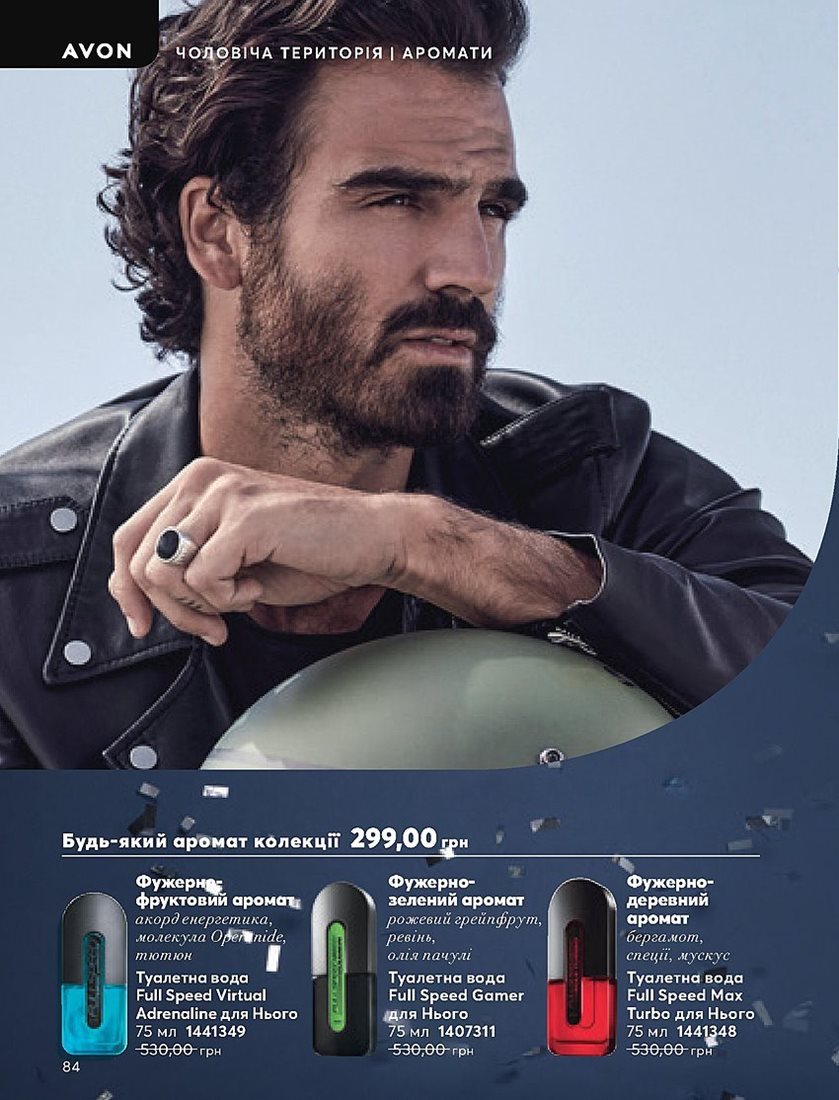 AVON
ЧОЛОВІЧА ТЕРИТОРІЯ | АРОМАТИ
Будь-який аромат колекції 299,00 грн
Фужерно-
фруктовий аромат
акорд енергетика,
молекула Operanide,
тютюн
Туалетна вода
Full Speed Virtual
Adrenaline для Нього
75 мл 1441349
530,00 грн
Фужерно-
зелений аромат
рожевий грейпфрут,
ревінь,
олія пачулі
Туалетна вода
Full Speed Gamer
для Нього
75 мл 1407311
530,00 грн
Фужерно-
деревний
аромат
бергамот,
спеції, мускус
Туалетна вода
Full Speed Max
Turbo для Нього
75 мл 1441348
530,00 грн
84